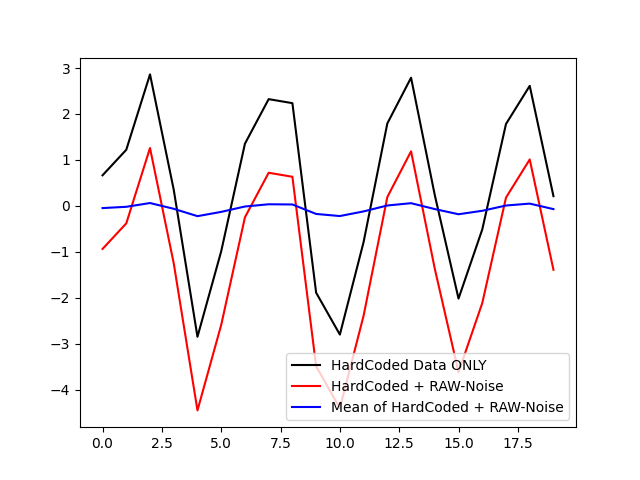 3
2
1
0
−1
−2
−3
−4
0.0 2.5 5.0 7.5 10.0 12.5 15.0 17.5
HardCoded Data ONLY
HardCoded + RAW-Noise
Mean of HardCoded + RAW-Noise